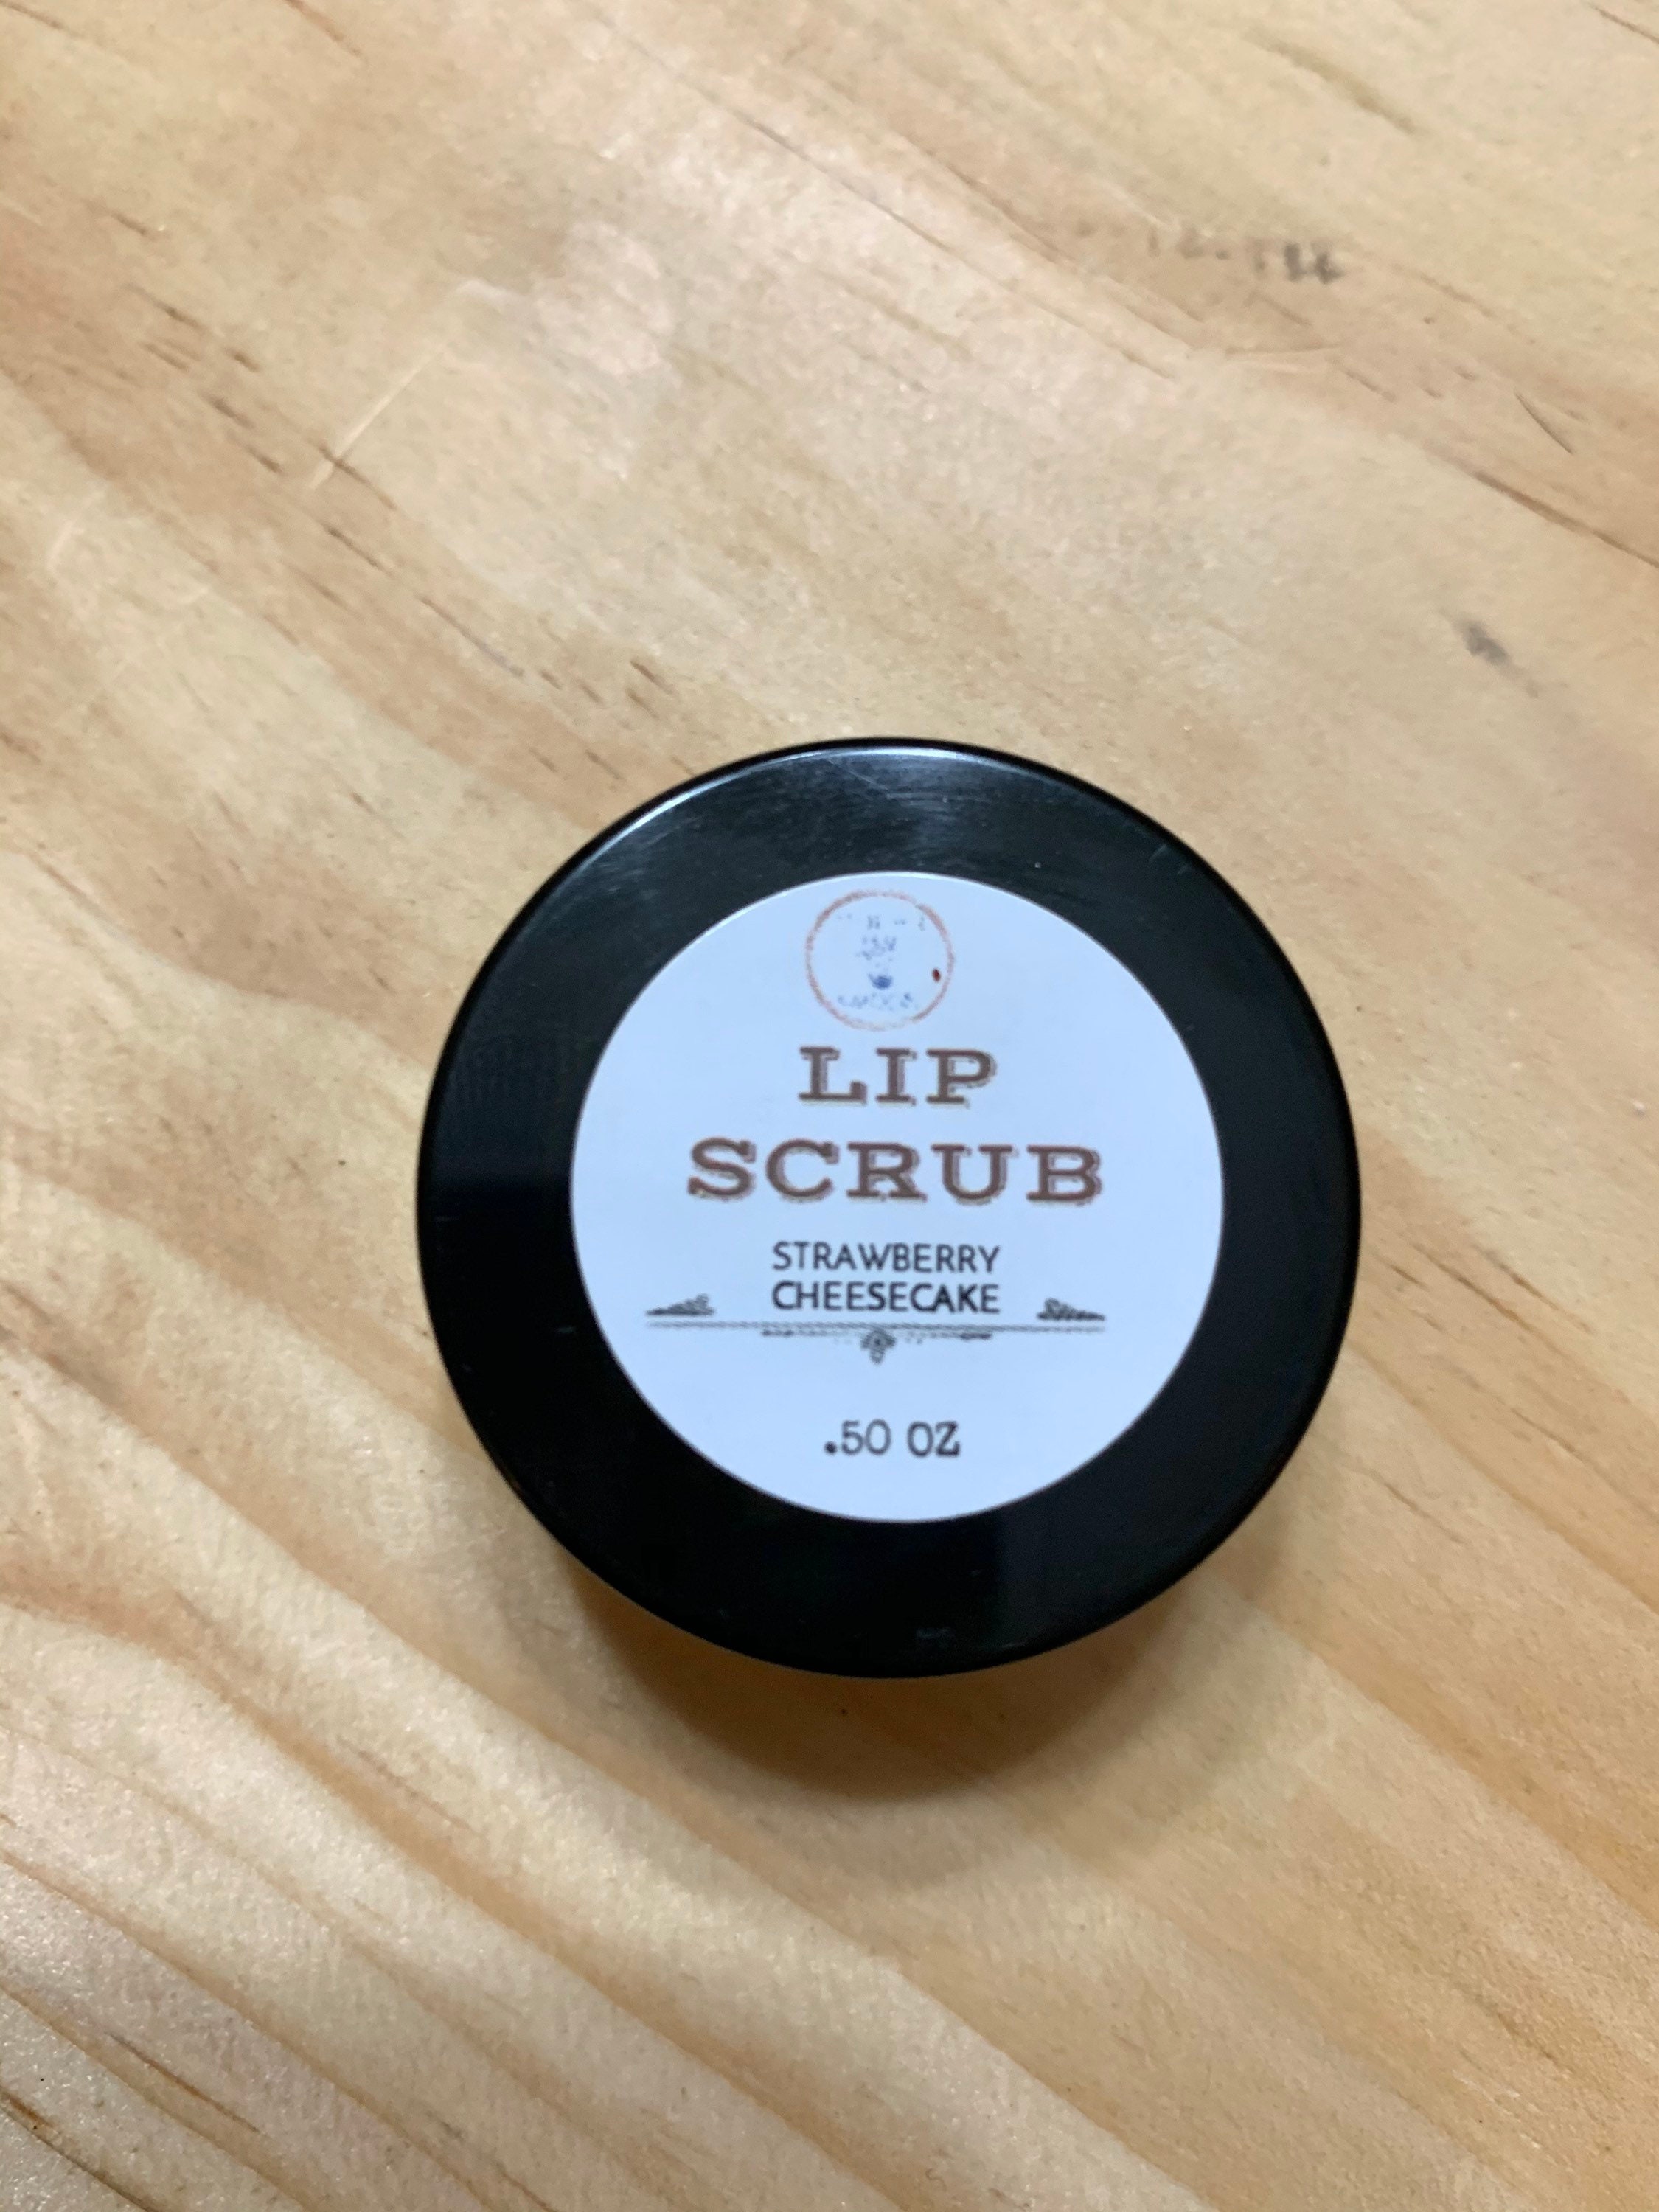 LIP
SCRUB
STRAWBERRY
CHEESECAKE
.50 OZ